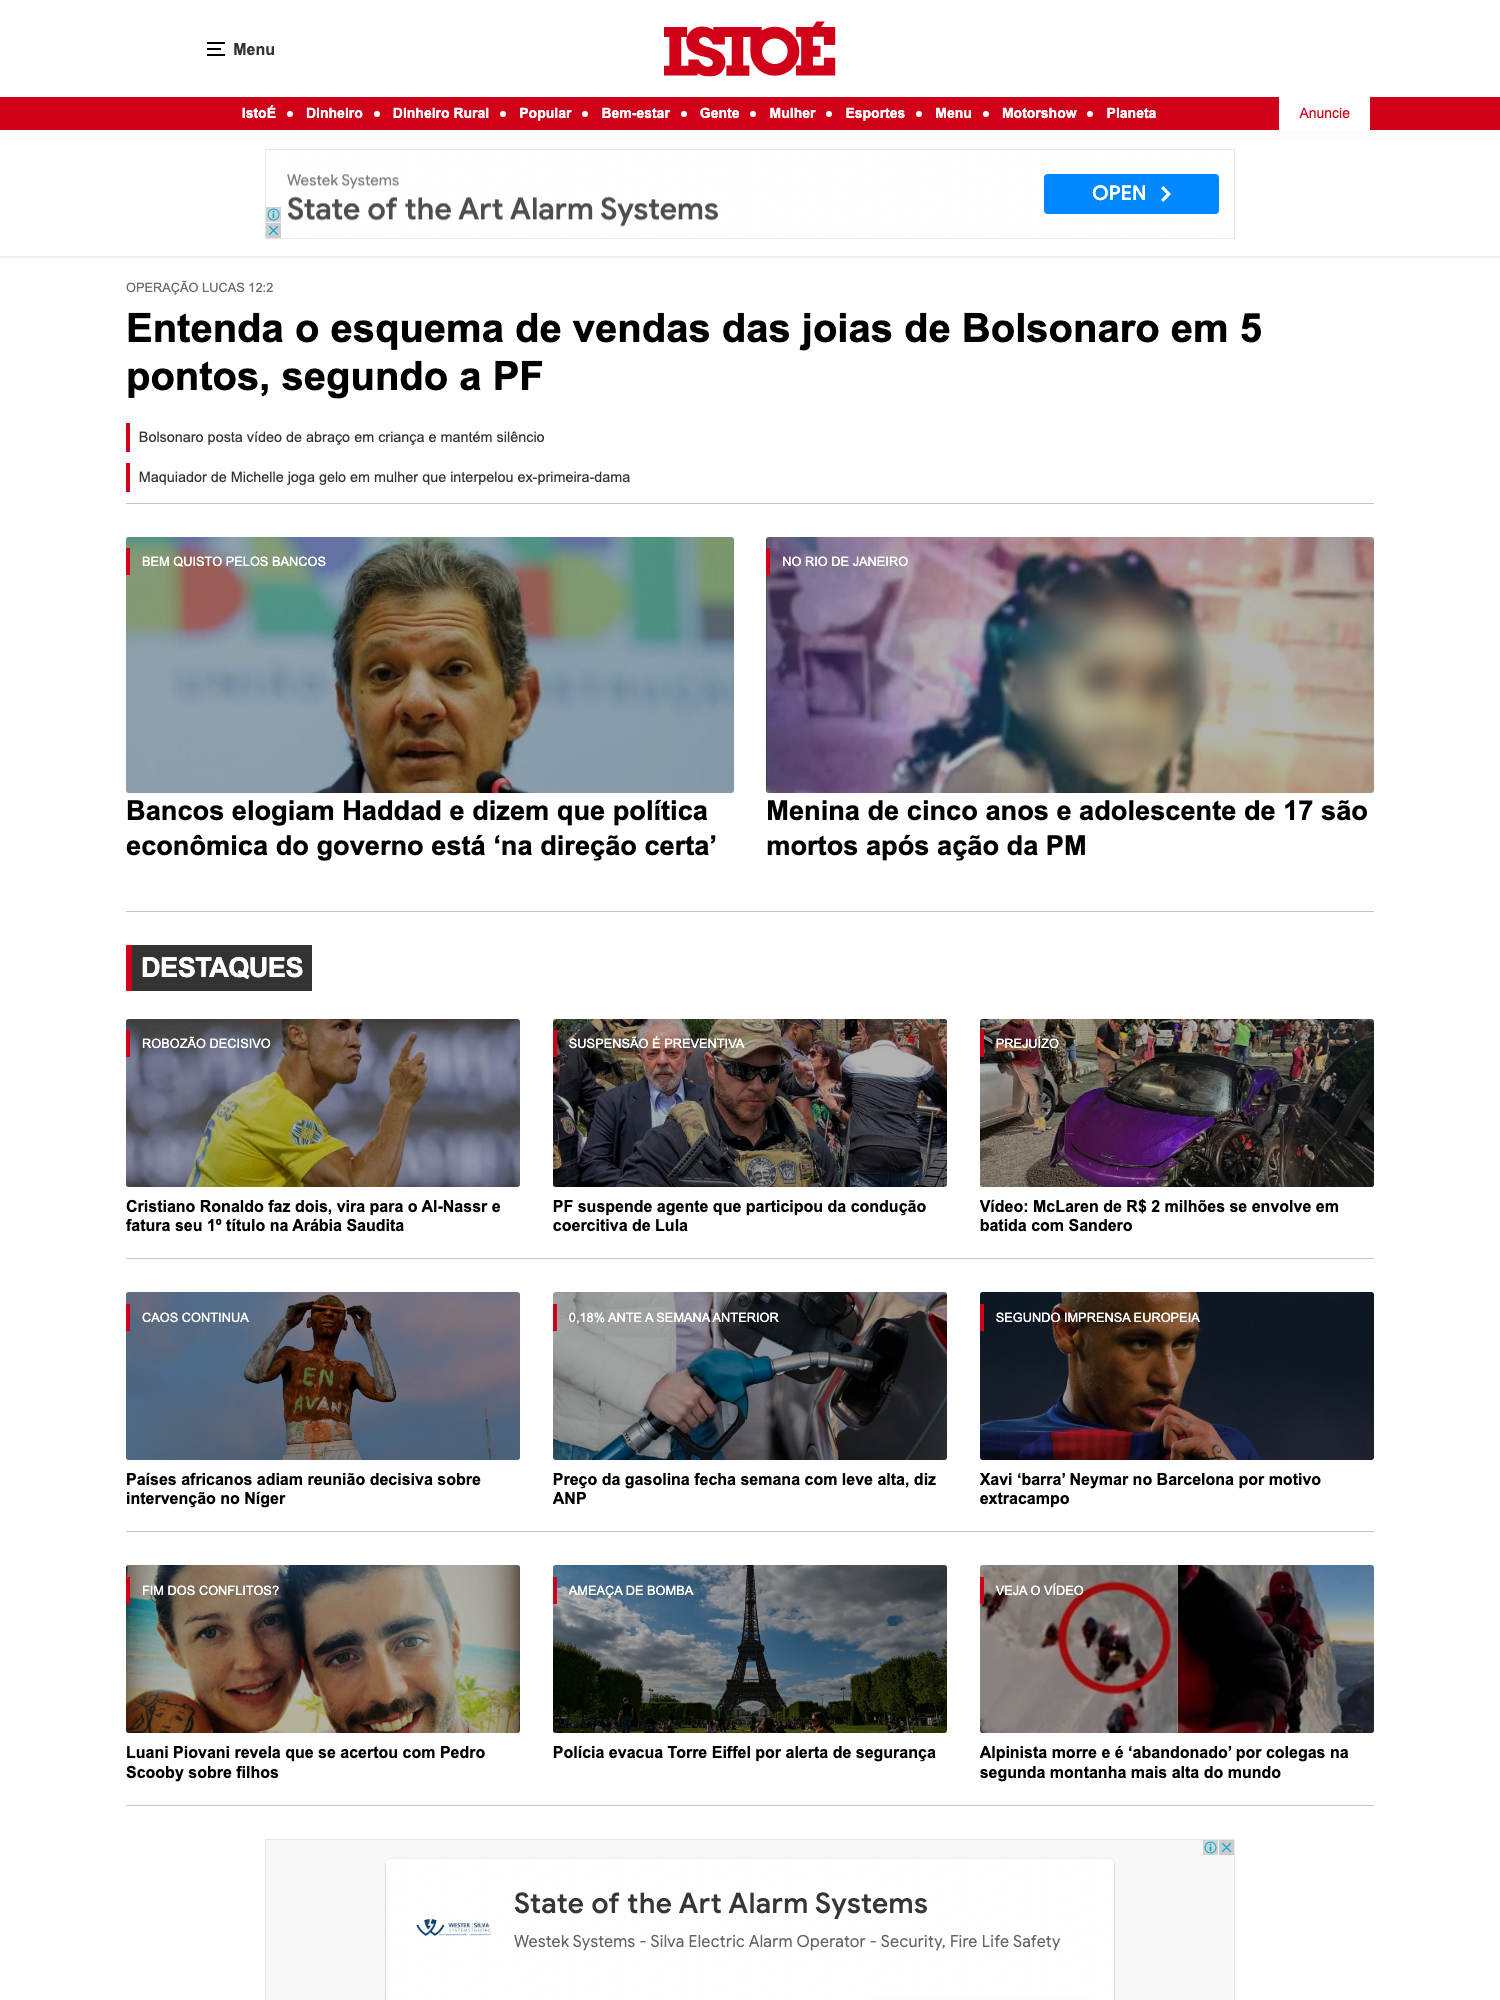 Menu
ISTOÉ
IstoÉ • Dinheiro • Dinheiro Rural • Popular • Bem-estar • Gente • Mulher • Esportes • Menu • Motorshow • Planeta
Anuncie
Westek Systems
State of the Art Alarm Systems
OPEN
OPERAÇÃO LUCAS 12:2
Entenda o esquema de vendas das joias de Bolsonaro em 5
pontos, segundo a PF
Bolsonaro posta vídeo de abraço em criança e mantém silêncio
Maquiador de Michelle joga gelo em mulher que interpelou ex-primeira-dama
BEM QUISTO PELOS BANCOS
Bancos elogiam Haddad e dizem que política
econômica do governo está ‘na direção certa’
NO RIO DE JANEIRO
Menina de cinco anos e adolescente de 17 são
mortos após ação da PM
DESTAQUES
ROBOZÃO DECISIVO
Cristiano Ronaldo faz dois, vira para o Al-Nassr e
fatura seu 1º título na Arábia Saudita
SUSPENSÃO É PREVENTIVA
PF suspende agente que participou da condução
coercitiva de Lula
PREJUÍZO
Vídeo: McLaren de R$ 2 milhões se envolve em
batida com Sandero
CAOS CONTINUA
EN
AVANT
Países africanos adiam reunião decisiva sobre
intervenção no Níger
0,18% ANTE A SEMANA ANTERIOR
Preço da gasolina fecha semana com leve alta, diz
ANP
SEGUNDO IMPRENSA EUROPEIA
Xavi ‘barra’ Neymar no Barcelona por motivo
extracampo
FIM DOS CONFLITOS?
Luani Piovani revela que se acertou com Pedro
Scooby sobre filhos
AMEAÇA DE BOMBA
Polícia evacua Torre Eiffel por alerta de segurança
VEJA O VÍDEO
Alpinista morre e é ‘abandonado’ por colegas na
segunda montanha mais alta do mundo
State of the Art Alarm Systems
WESTEK SILVA
Westek Systems - Silva Electric Alarm Operator - Security, Fire Life Safety